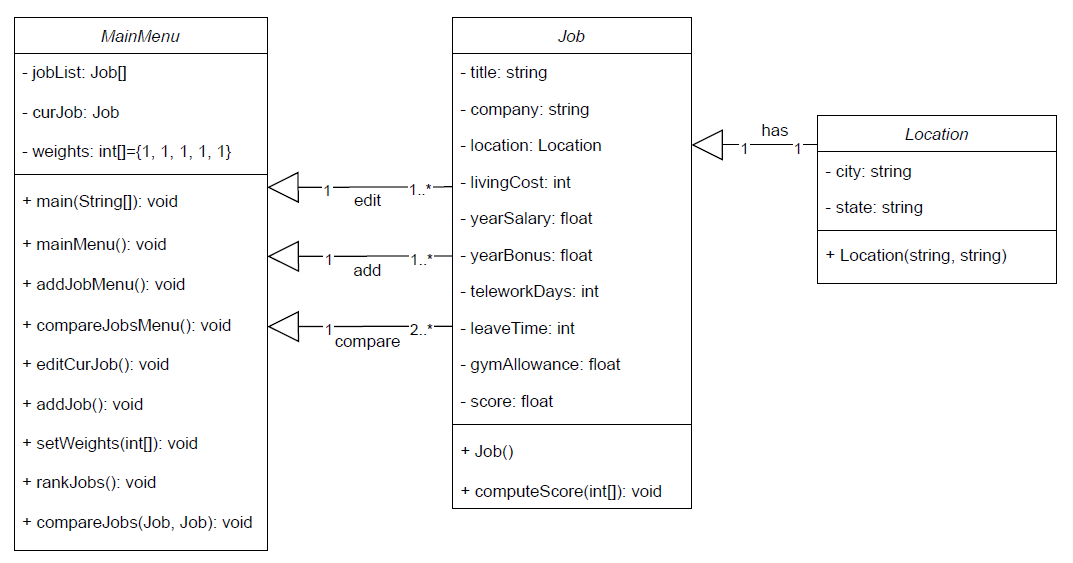 MainMenu
- jobList: Job[]
- curJob: Job
- weights: int[]={1, 1, 1, 1, 1}
+ main(String[]): void
+ mainMenu(): void
+ addJobMenu(): void
+ compareJobsMenu(): void
+ editCurJob(): void
+ addJob(): void
+ setWeights(int[]): void
+ rankJobs(): void
+ compareJobs(Job, Job): void
1 1..*
edit
1 1..*
add
1 2..*
compare
Job
- title: string
- company: string
- location: Location
- livingCost: int
- yearSalary: float
- yearBonus: float
- teleworkDays: int
- leaveTime: int
- gymAllowance: float
- score: float
+ Job()
+ computeScore(int[]): void
has
1 1
Location
- city: string
- state: string
+ Location(string, string)